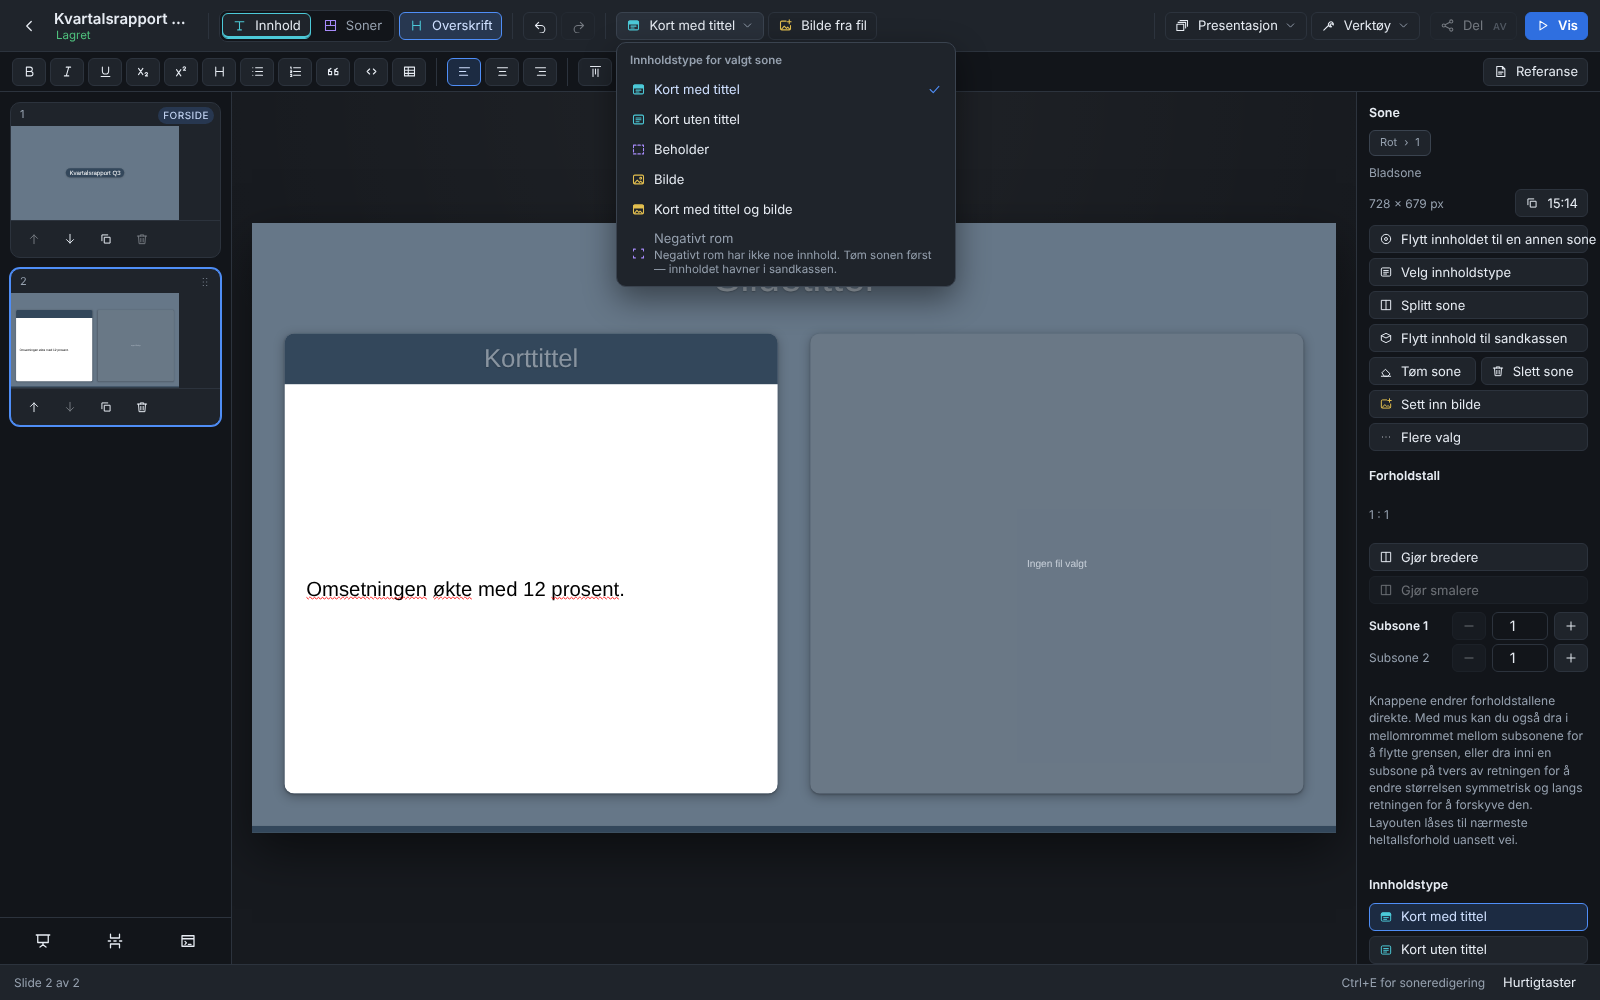 Kvartalsrapport ...
Lagret
Innhold
Soner
Overskrift
Kort med tittel
Bilde fra fil
Presentasjon
Verktøy
Del AV
Vis
Referanse
Innholdstype for valgt sone
Kort med tittel
Kort uten tittel
Beholder
Bilde
Kort med tittel og bilde
Negativt rom
Negativt rom har ikke noe innhold. Tøm sonen først
— innholdet havner i sandkassen.
1
FORSIDE
Kvartalsrapport Q3
2
Omsetningen økte med 12 prosent.
Korttittel
Omsetningen økte med 12 prosent.
Ingen fil valgt
Sone
Rot › 1
Bladsone
728 × 679 px
15:14
Flytt innholdet til en annen sone
Velg innholdstype
Splitt sone
Flytt innhold til sandkassen
Tøm sone
Slett sone
Sett inn bilde
Flere valg
Forholdstall
1 : 1
Gjør bredere
Gjør smalere
Subsone 1
1
Subsone 2
1
Knappene endrer forholdstallene
direkte. Med mus kan du også dra i
mellomrommet mellom subsonene for
å flytte grensen, eller dra inni en
subsone på tvers av retningen for å
endre størrelsen symmetrisk og langs
retningen for å forskyve den.
Layouten låses til nærmeste
heltallsforhold uansett vei.
Innholdstype
Kort med tittel
Kort uten tittel
Slide 2 av 2
Ctrl+E for soneredigering
Hurtigtaster